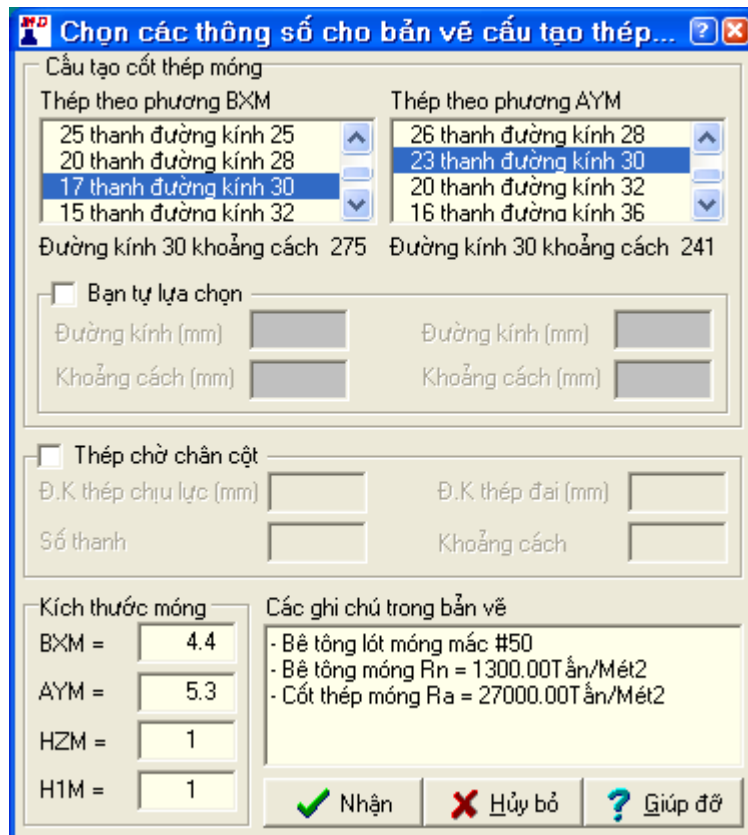 Chọn các thông số cho bản vẽ cấu tạo thép...
Cấu tạo cốt thép móng
Thép theo phương BXM
Thép theo phương AYM
25 thanh đường kính 25
20 thanh đường kính 28
17 thanh đường kính 30
15 thanh đường kính 32
26 thanh đường kính 28
23 thanh đường kính 30
20 thanh đường kính 32
16 thanh đường kính 36
Đường kính 30 khoảng cách 275
Đường kính 30 khoảng cách 241
Bạn tự lựa chọn
Đường kính (mm)
Đường kính (mm)
Khoảng cách (mm)
Khoảng cách (mm)
Thép chờ chân cột
Đ.K thép chịu lực (mm)
Đ.K thép đai (mm)
Số thanh
Khoảng cách
Kích thước móng
BXM = 4.4
AYM = 5.3
HZM = 1
H1M = 1
Các ghi chú trong bản vẽ
- Bê tông lót móng mác #50
- Bê tông móng Rn = 1300.00Tấn/Mét2
- Cốt thép móng Ra = 27000.00Tấn/Mét2
Nhận
Hủy bỏ
Giúp đỡ